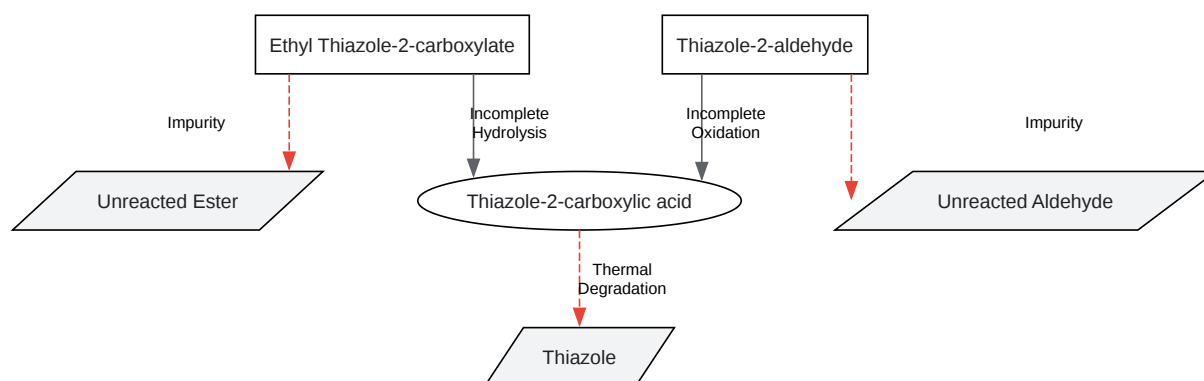 Ethyl Thiazole-2-carboxylate
Thiazole-2-aldehyde
Impurity
Incomplete
Hydrolysis
Incomplete
Oxidation
Impurity
Unreacted Ester
Thiazole-2-carboxylic acid
Unreacted Aldehyde
Thermal
Degradation
Thiazole